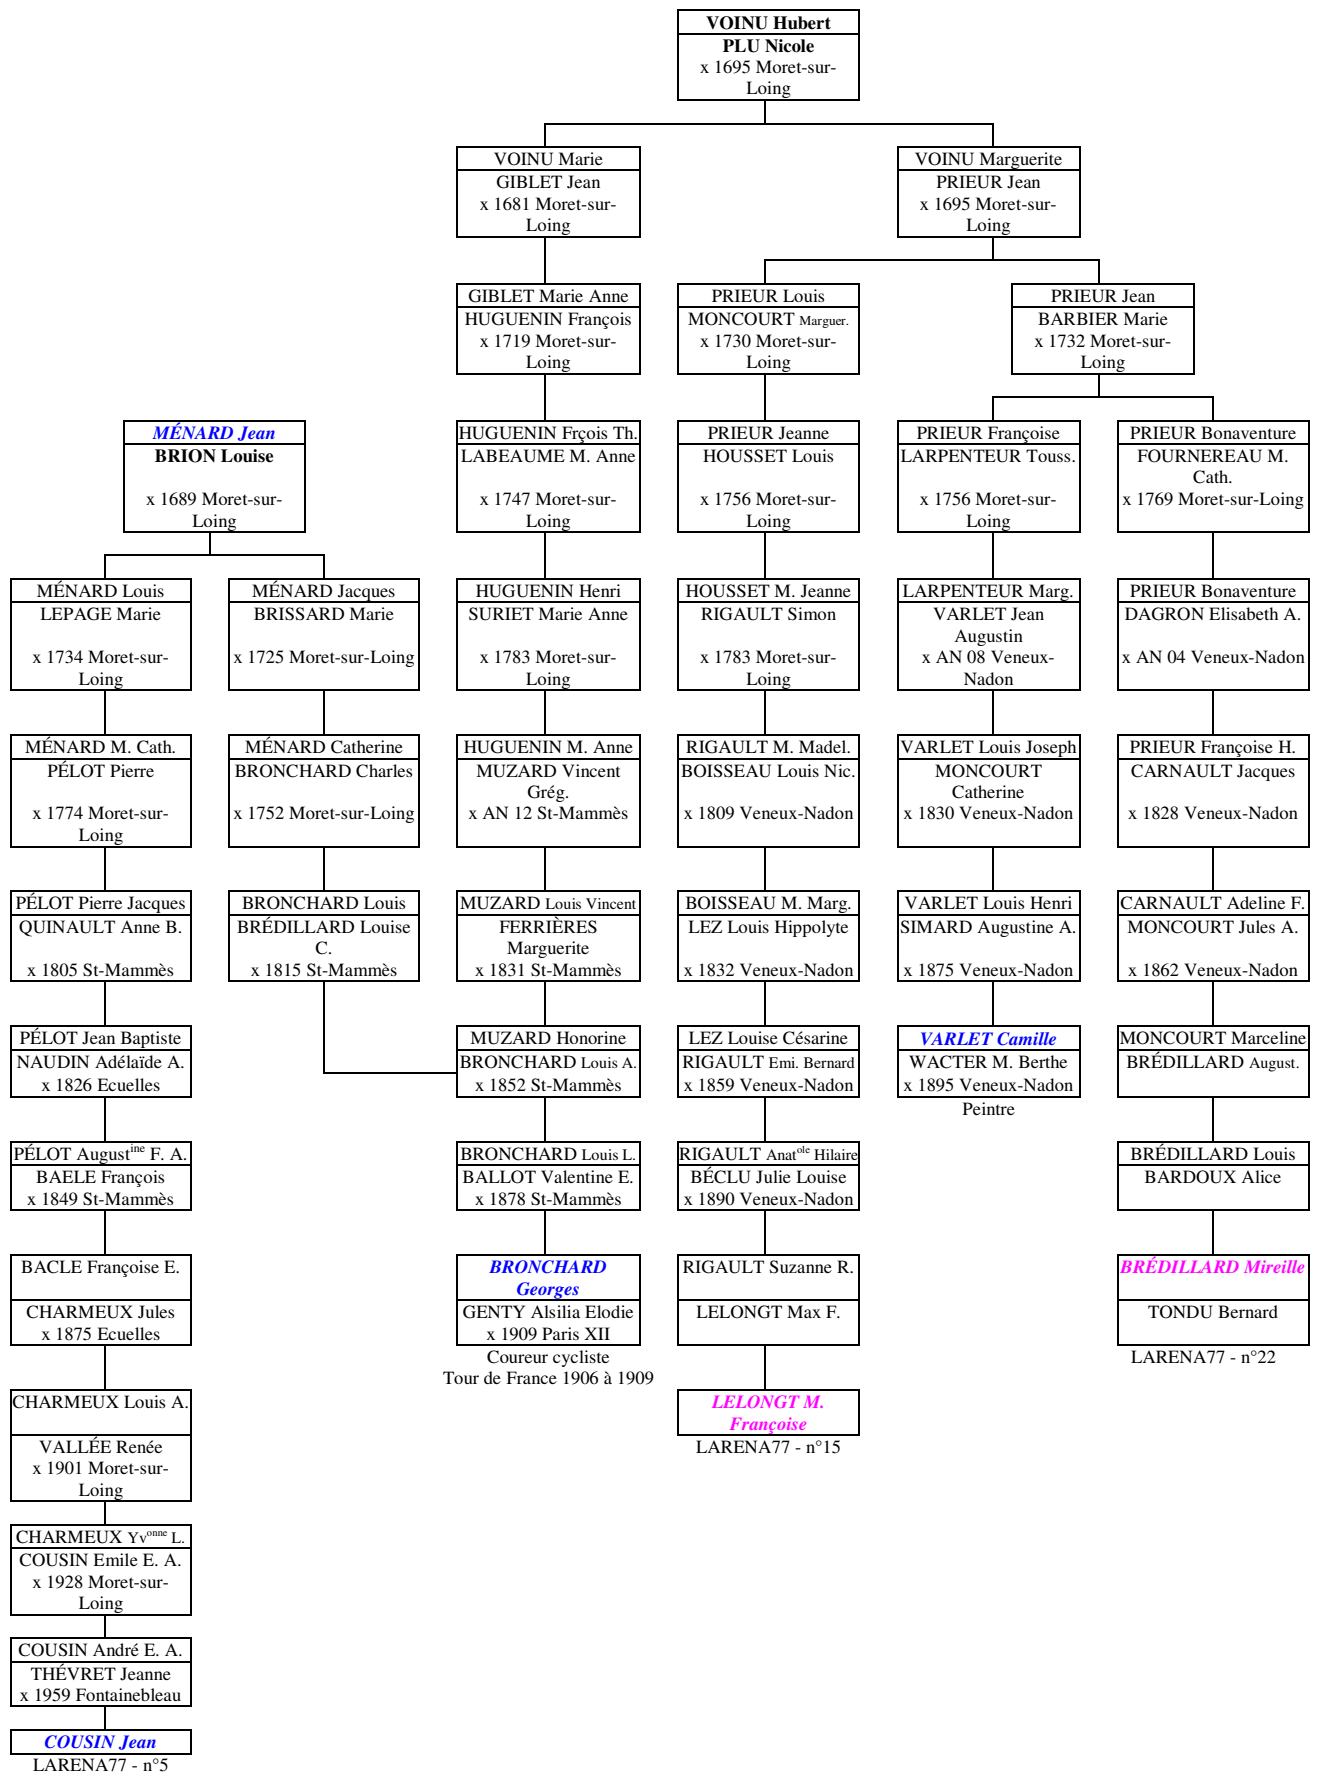 VOINU Hubert
PLU Nicole
x 1695 Moret-sur-
Loing
VOINU Marie
GIBLET Jean
x 1681 Moret-sur-
Loing
VOINU Marguerite
PRIEUR Jean
x 1695 Moret-sur-
Loing
GIBLET Marie Anne
HUGUENIN François
x 1719 Moret-sur-
Loing
PRIEUR Louis
MONCOURT Marguer.
x 1730 Moret-sur-
Loing
PRIEUR Jean
BARBIER Marie
x 1732 Moret-sur-
Loing
MÉNARD Jean
BRION Louise
x 1689 Moret-sur-
Loing
HUGUENIN Frçois Th.
LABEAUME M. Anne
x 1747 Moret-sur-
Loing
PRIEUR Jeanne
HOUSSET Louis
x 1756 Moret-sur-
Loing
PRIEUR Françoise
LARPENTEUR Touss.
x 1756 Moret-sur-
Loing
PRIEUR Bonaventure
FOURNEREAU M.
Cath.
x 1769 Moret-sur-Loing
MÉNARD Louis
LEPAGE Marie
x 1734 Moret-sur-
Loing
MÉNARD Jacques
BRISSARD Marie
x 1725 Moret-sur-Loing
HUGUENIN Henri
SURIET Marie Anne
x 1783 Moret-sur-
Loing
HOUSSET M. Jeanne
RIGAULT Simon
x 1783 Moret-sur-
Loing
LARPENTEUR Marg.
VARLET Jean
Augustin
x AN 08 Veneux-
Nadon
PRIEUR Bonaventure
DAGRON Elisabeth A.
x AN 04 Veneux-Nadon
MÉNARD M. Cath.
PÉLOT Pierre
x 1774 Moret-sur-
Loing
MÉNARD Catherine
BRONCHARD Charles
x 1752 Moret-sur-Loing
HUGUENIN M. Anne
MUZARD Vincent
Grég.
x AN 12 St-Mammès
RIGAULT M. Madel.
BOISSEAU Louis Nic.
x 1809 Veneux-Nadon
VARLET Louis Joseph
MONCOURT
Catherine
x 1830 Veneux-Nadon
PRIEUR Françoise H.
CARNAULT Jacques
x 1828 Veneux-Nadon
PÉLOT Pierre Jacques
QUINAULT Anne B.
x 1805 St-Mammès
BRONCHARD Louis
BRÉDILLARD Louise
C.
x 1815 St-Mammès
MUZARD Louis Vincent
FERRIÈRES
Marguerite
x 1831 St-Mammès
BOISSEAU M. Marg.
LEZ Louis Hippolyte
x 1832 Veneux-Nadon
VARLET Louis Henri
SIMARD Augustine A.
x 1875 Veneux-Nadon
CARNAULT Adeline F.
MONCOURT Jules A.
x 1862 Veneux-Nadon
PÉLOT Jean Baptiste
NAUDIN Adélaïde A.
x 1826 Ecuelles
MUZARD Honorine
BRONCHARD Louis A.
x 1852 St-Mammès
LEZ Louise Césarine
RIGAULT Emi. Bernard
x 1859 Veneux-Nadon
VARLET Camille
WACTER M. Berthe
x 1895 Veneux-Nadon
Peintre
MONCOURT Marceline
BRÉDILLARD August.
PÉLOT Augustine F. A.
BAELE François
x 1849 St-Mammès
BRONCHARD Louis L.
BALLOT Valentine E.
x 1878 St-Mammès
RIGAULT Anatole Hilaire
BÉCLU Julie Louise
x 1890 Veneux-Nadon
BRÉDILLARD Louis
BARDOUX Alice
BACLE Françoise E.
CHARMEUX Jules
x 1875 Ecuelles
BRONCHARD
Georges
GENTY Alsilia Elodie
x 1909 Paris XII
Coureur cycliste
Tour de France 1906 à 1909
RIGAULT Suzanne R.
LELONGT Max F.
BRÉDILLARD Mireille
TONDU Bernard
LARENA77 - n°22
CHARMEUX Louis A.
VALLÉE Renée
x 1901 Moret-sur-
Loing
LELONGT M.
Françoise
LARENA77 - n°15
CHARMEUX Yvonne L.
COUSIN Emile E. A.
x 1928 Moret-sur-
Loing
COUSIN André E. A.
THÉVRET Jeanne
x 1959 Fontainebleau
COUSIN Jean
LARENA77 - n°5